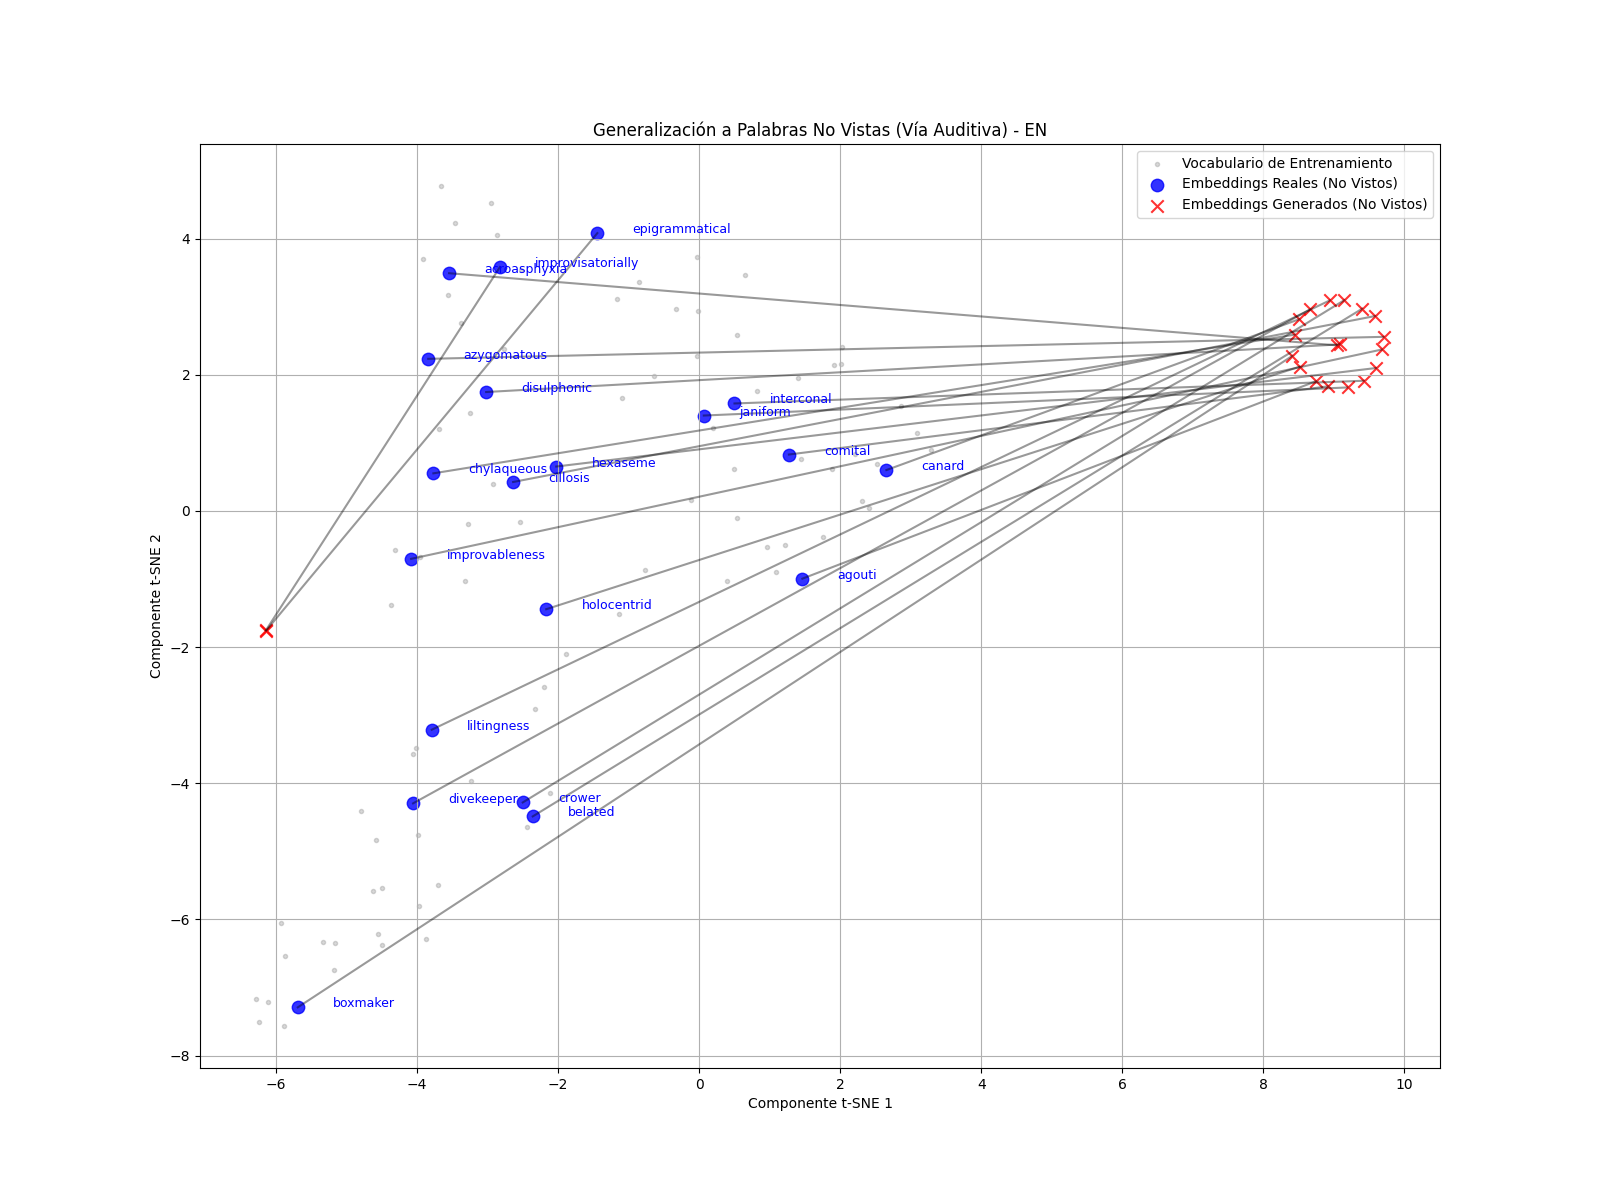 Generalización a Palabras No Vistas (Vía Auditiva) - EN
Vocabulario de Entrenamiento
Embeddings Reales (No Vistos)
Embeddings Generados (No Vistos)
epigrammatical
improvisatorially
acroasphyxia
azygomatous
disulphonic
interconal
janiform
comital
canard
hexaseme
chylaqueous
cillosis
improvableness
agouti
holocentrid
liltingness
divekeeper
crower
belated
boxmaker
4
2
0
−2
−4
−6
−8
−6
−4
−2
0
2
4
6
8
10
Componente t-SNE 1
Componente t-SNE 2